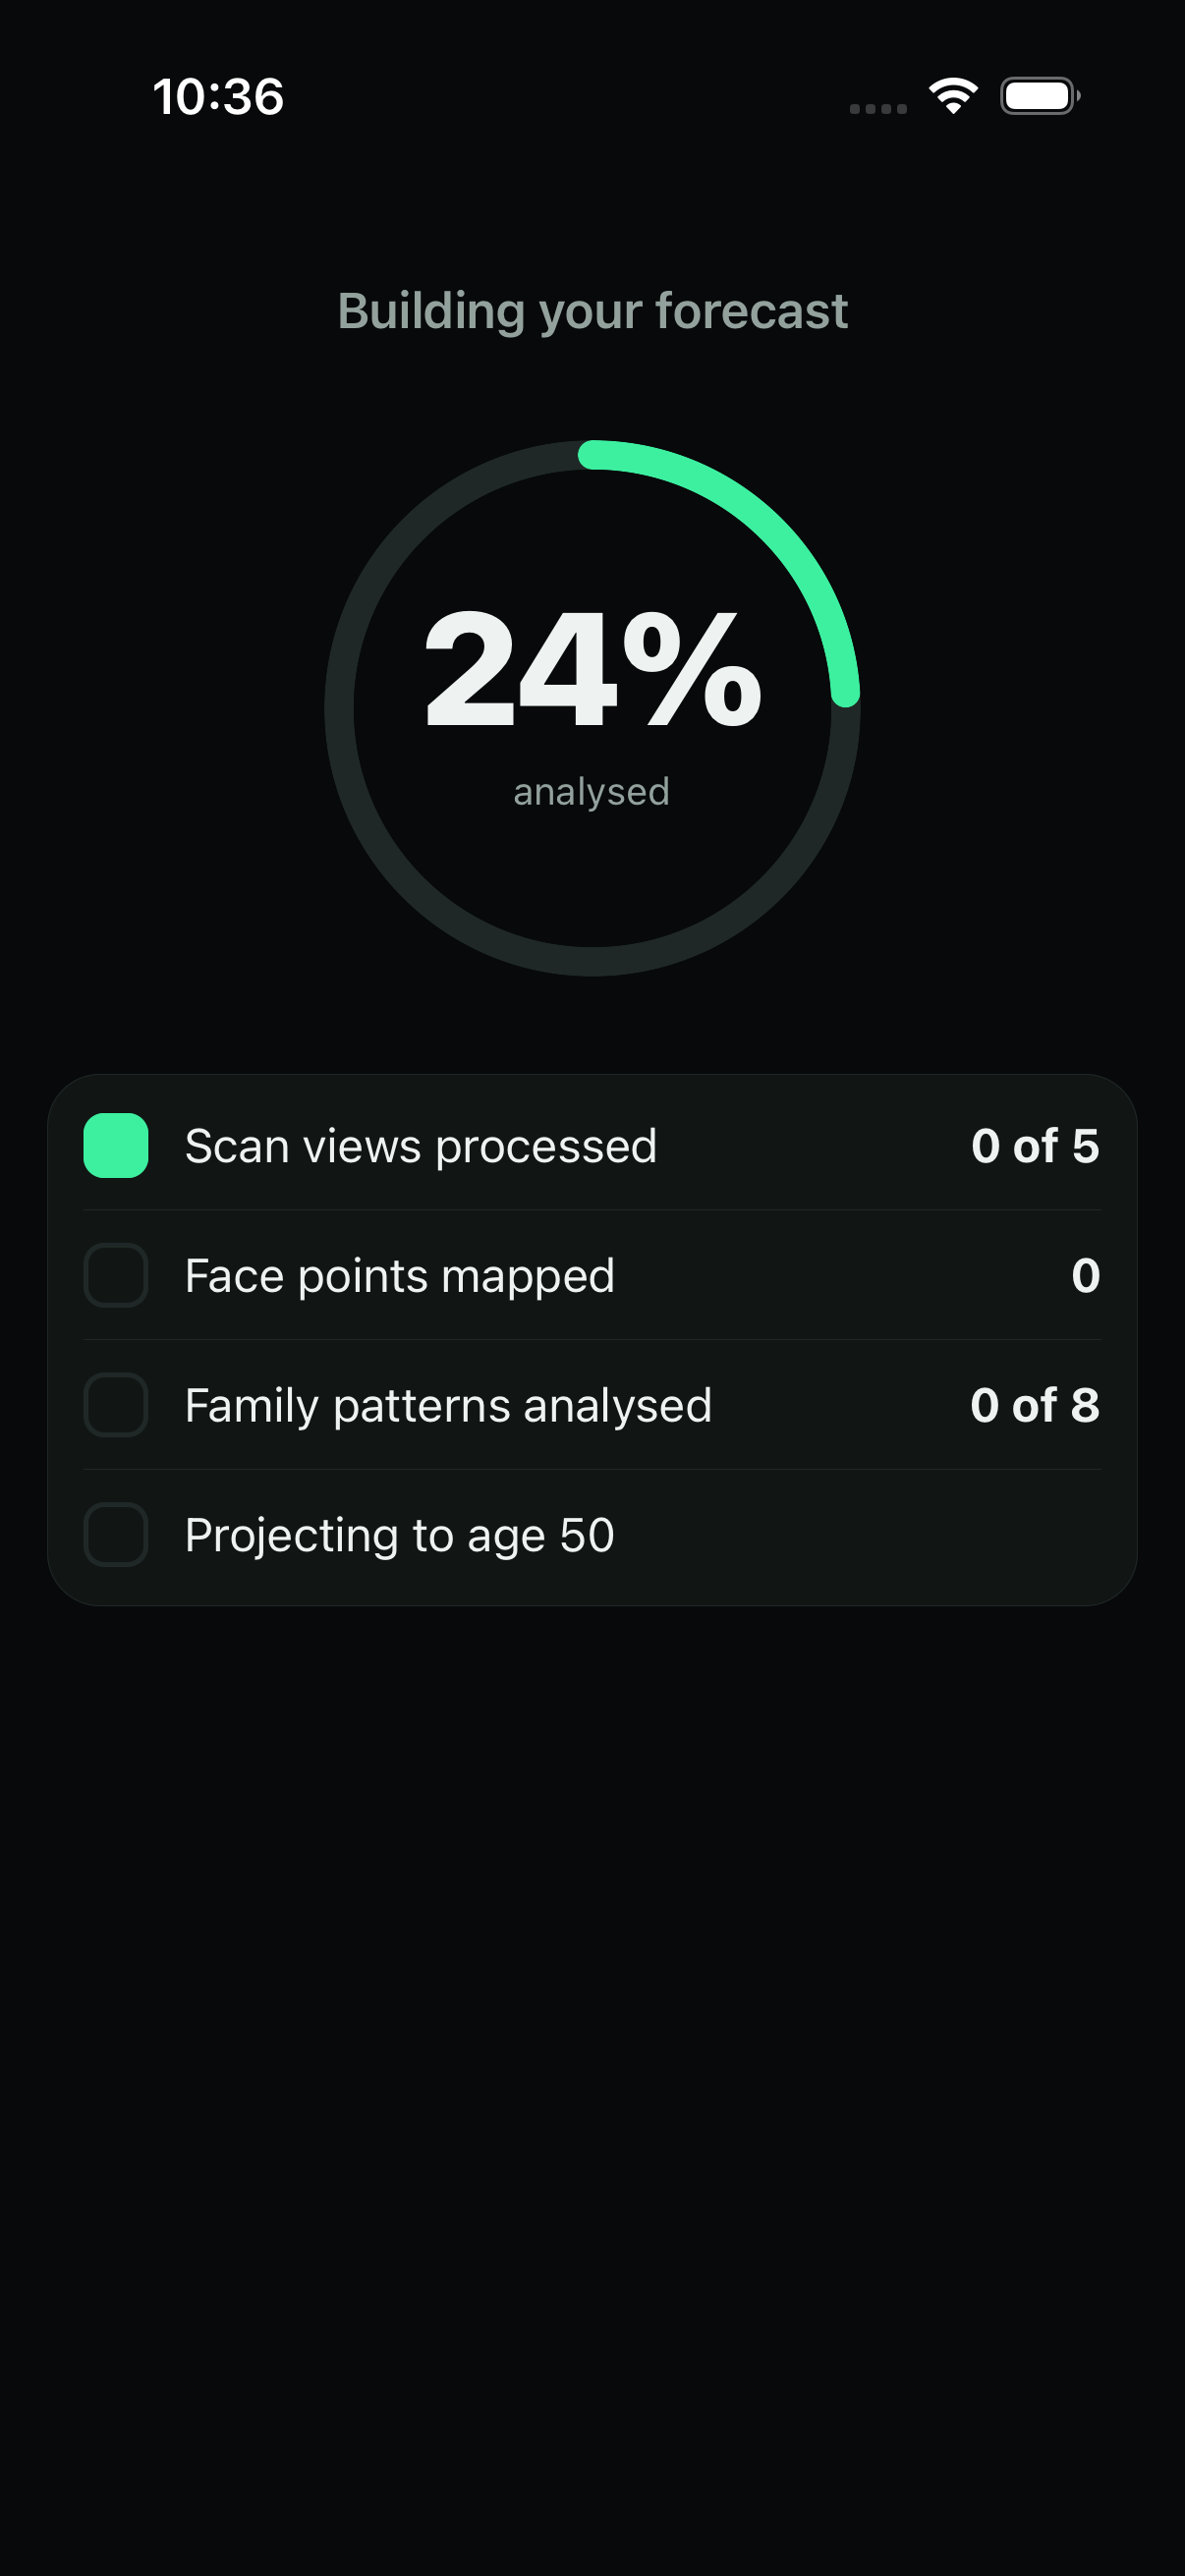 10:36
Building your forecast
24%
analysed
Scan views processed 0 of 5
Face points mapped 0
Family patterns analysed 0 of 8
Projecting to age 50